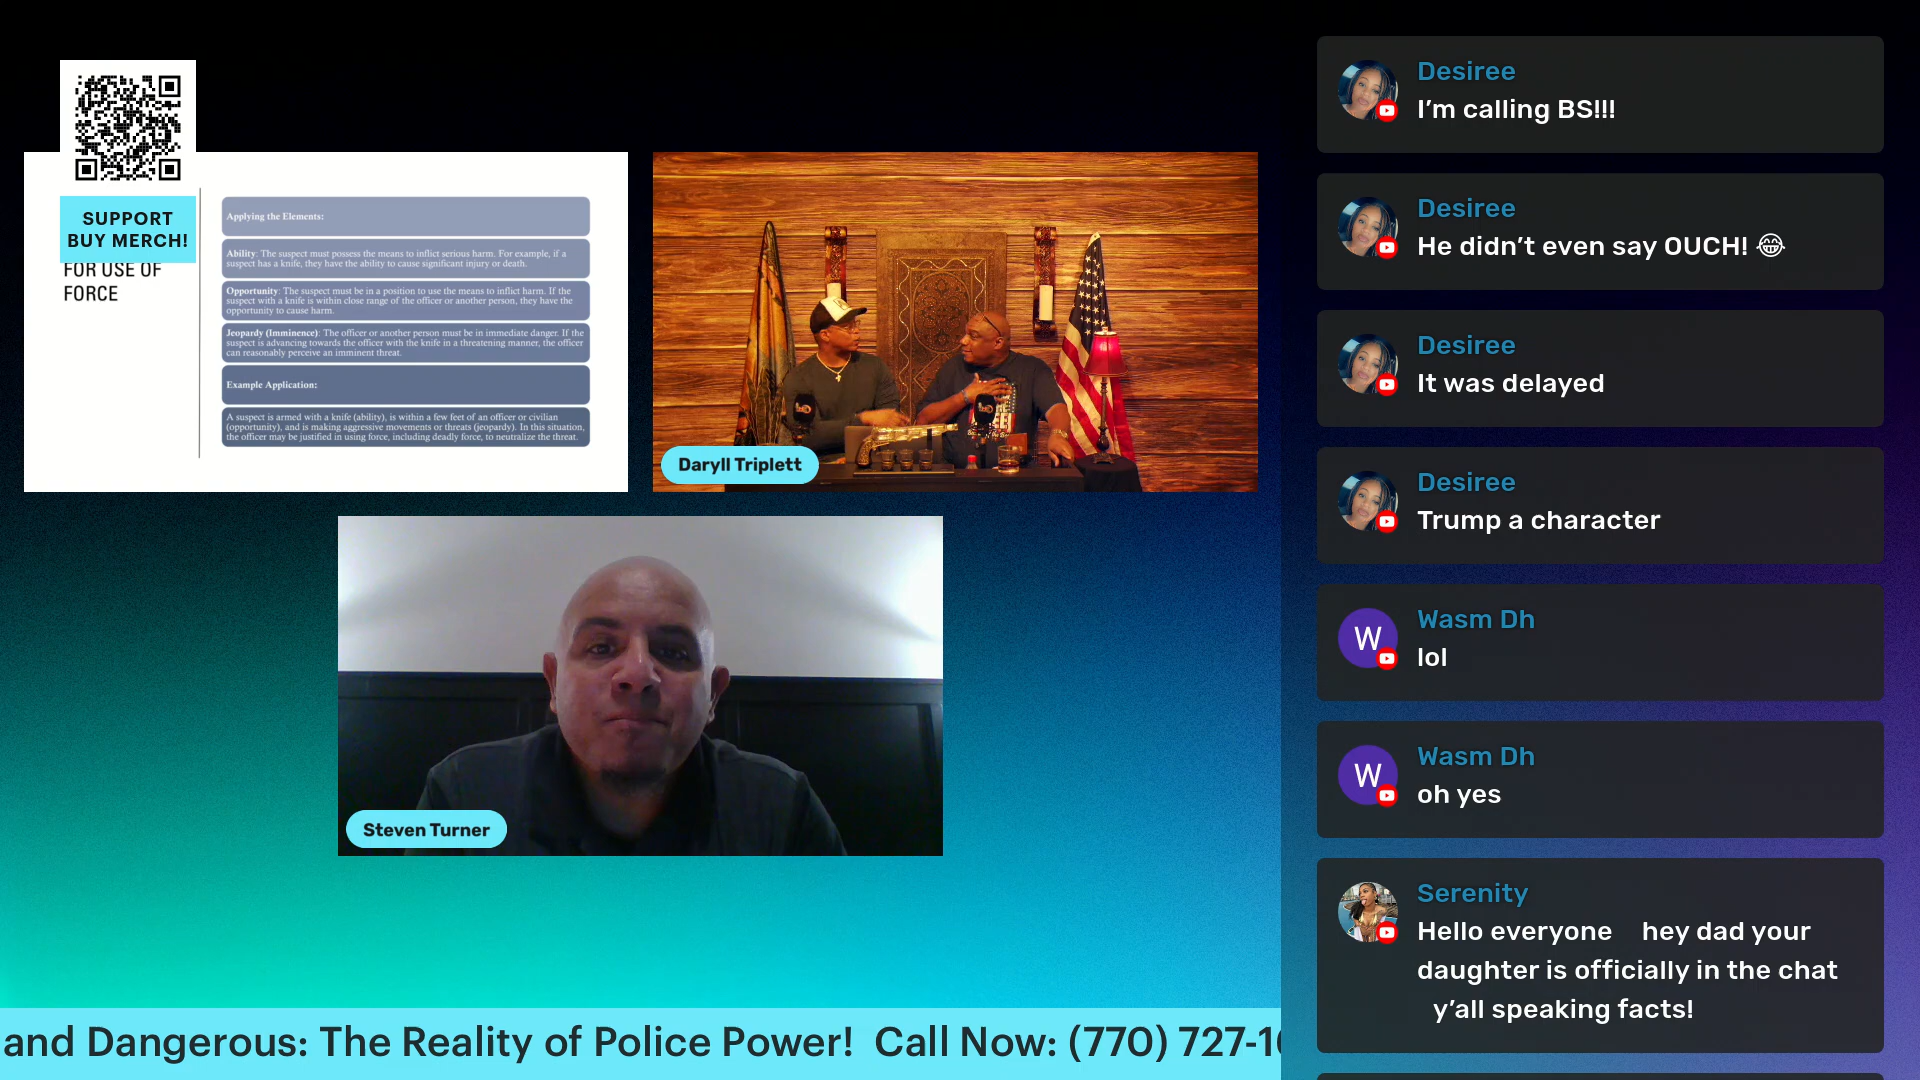 SUPPORT
BUY MERCH!
FOR USE OF
FORCE
Applying the Elements:
Ability: The suspect must possess the means to inflict serious harm. For example, if a
suspect has a knife, they have the ability to cause significant injury or death.
Opportunity: The suspect must be in a position to use the means to inflict harm. If the
suspect with a knife is within close range of the officer or another person, they have the
opportunity to cause harm.
Jeopardy (Imminence): The officer or another person must be in immediate danger. If the
suspect is advancing towards the officer with the knife in a threatening manner, the officer
can reasonably perceive an imminent threat.
Example Application:
A suspect is armed with a knife (ability), is within a few feet of an officer or civilian
(opportunity), and is making aggressive movements or threats (jeopardy). In this situation,
the officer may be justified in using force, including deadly force, to neutralize the threat.
Daryll Triplett
Steven Turner
and Dangerous: The Reality of Police Power! Call Now: (770) 727-1
Desiree
I’m calling BS!!!
Desiree
He didn’t even say OUCH! 😂
Desiree
It was delayed
Desiree
Trump a character
W
Wasm Dh
lol
W
Wasm Dh
oh yes
Serenity
Hello everyone hey dad your
daughter is officially in the chat
y’all speaking facts!